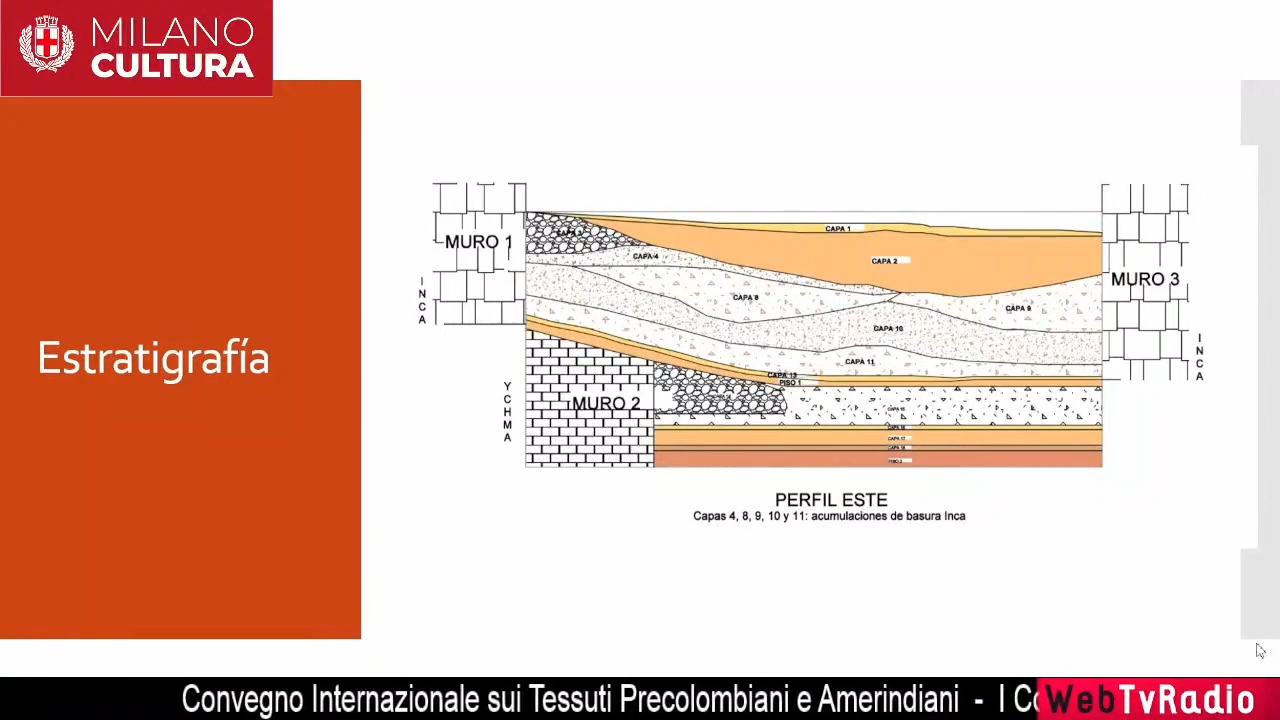 MILANO
CULTURA
Estratigrafía
MURO 1
INCA
CAPA 1
CAPA 2
CAPA 4
CAPA 8
CAPA 9
CAPA 10
CAPA 11
MURO 3
INCA
PISO 1
MURO 2
YCHMA
CAPA 17
PERFIL ESTE
Capas 4, 8, 9, 10 y 11: acumulaciones de basura Inca
Convegno Internazionale sui Tessuti Precolombiani e Amerindiani - I Co
WebTvRadio